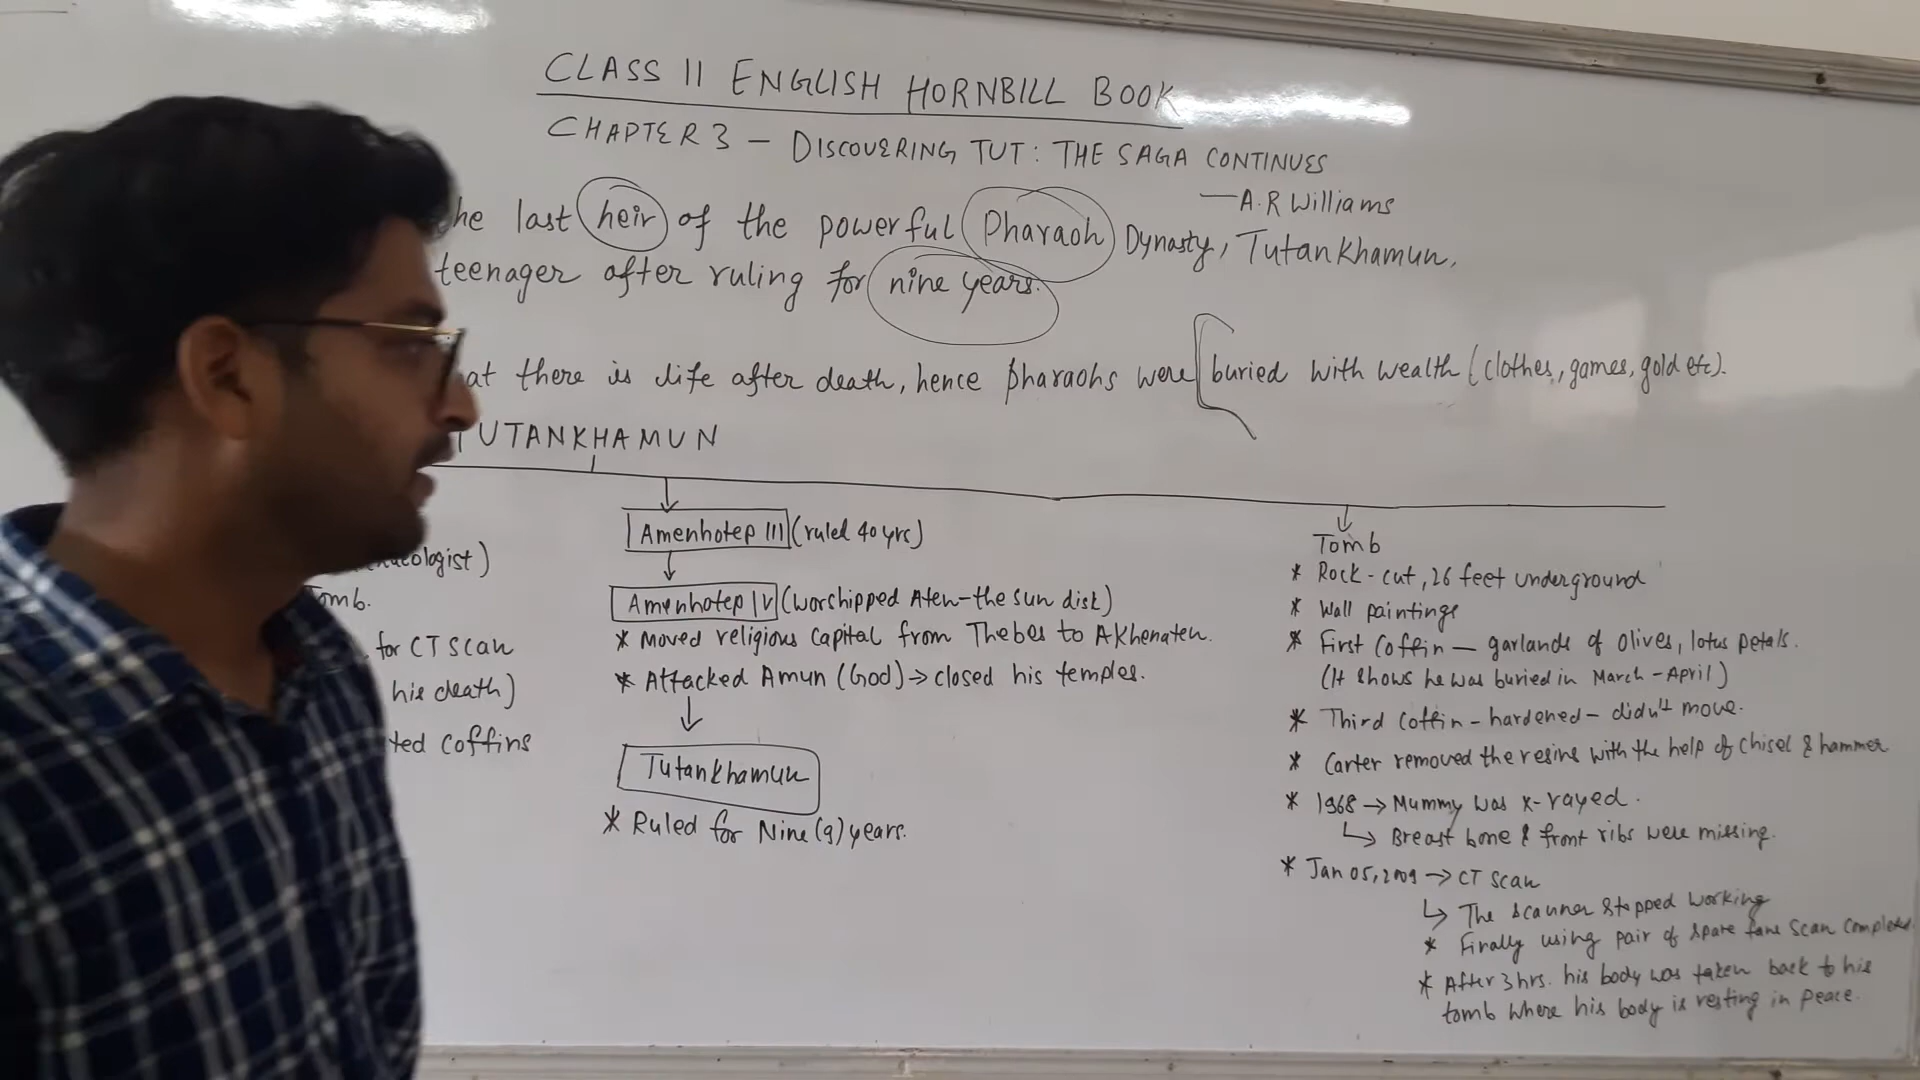 CLASS 11 ENGLISH HORNBILL BOOK
CHAPTER 3 – DISCOVERING TUT: THE SAGA CONTINUES
—A.R Williams
he last heir of the powerful Pharaoh Dynasty, Tutankhamun,
teenager after ruling for nine years.
at there is life after death, hence pharaohs were buried with wealth (clothes, games, gold etc).
TUTANKHAMUN
aeologist)
Tomb.
for CT Scan
his death)
ted coffins
Amenhotep III (ruled 40 yrs)
Amenhotep IV (worshipped Aten-the sun disk)
* Moved religious capital from Thebes to Akhenaten.
* Attacked Amun (God) → closed his temples.
Tutankhamun
* Ruled for Nine (9) years.
Tomb
* Rock-cut, 26 feet underground
* Wall paintings
* First Coffin — garlands of olives, lotus petals.
(It shows he was buried in March-April)
* Third Coffin - hardened - didn't move.
* Carter removed the resins with the help of chisel & hammer
* 1968 → Mummy was x-rayed.
↳ Breast bone & front ribs were missing.
* Jan 05, → CT Scan
↳ The scanner stopped working
* Finally using pair of spare fans scan completed
* After 3 hrs. his body was taken back to his
tomb where his body is resting in peace.